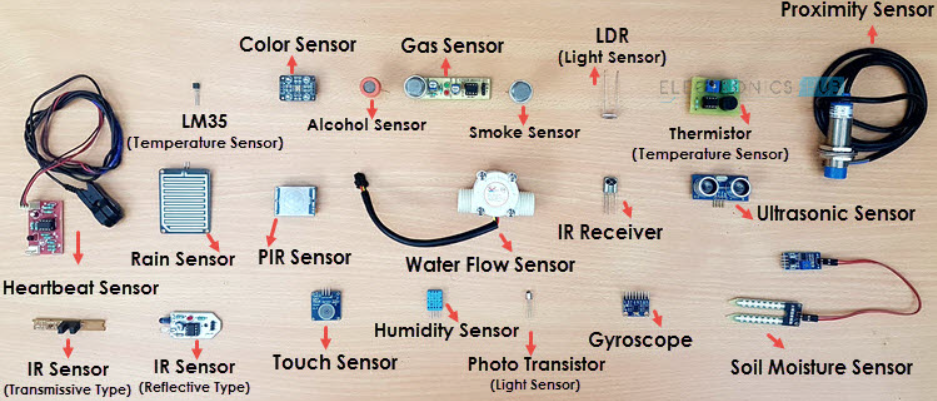 Proximity Sensor
LDR
(Light Sensor)
Color Sensor
Gas Sensor
ELECTRONICS HUB
LM35
(Temperature Sensor)
Alcohol Sensor
Smoke Sensor
Thermistor
(Temperature Sensor)
Ultrasonic Sensor
IR Receiver
Rain Sensor
PIR Sensor
Water Flow Sensor
Heartbeat Sensor
Humidity Sensor
Gyroscope
IR Sensor
(Transmissive Type)
IR Sensor
(Reflective Type)
Touch Sensor
Photo Transistor
(Light Sensor)
Soil Moisture Sensor